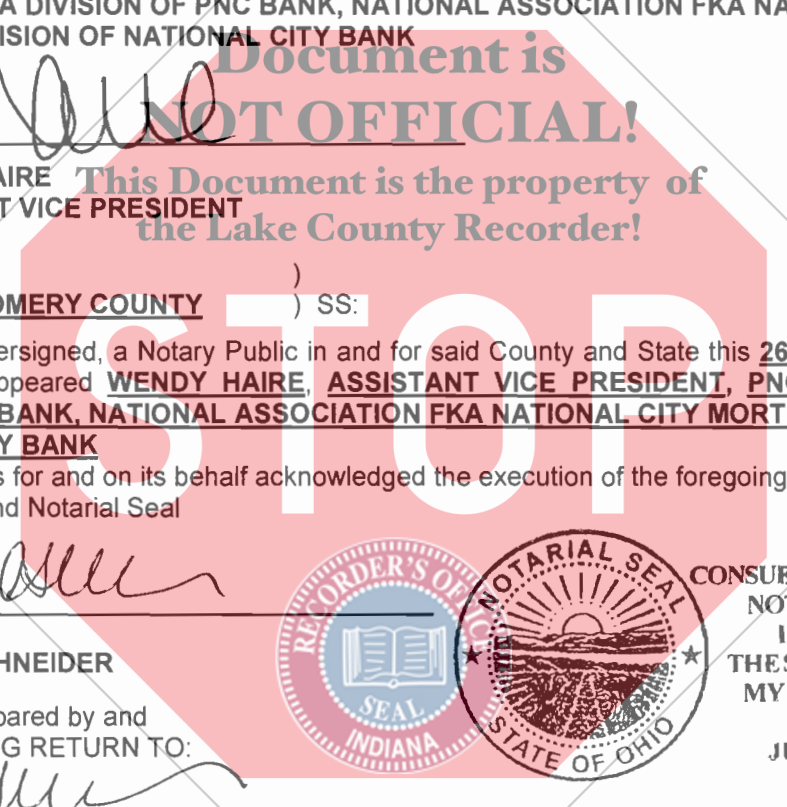 A DIVISION OF PNC BANK, NATIONAL ASSOCIATION FKA NA
ISION OF NATIONAL CITY BANK
Document is
NOT OFFICIAL!
AIRE
This Document is the property of
T VICE PRESIDENT
the Lake County Recorder!
)
OMERY COUNTY ) SS:
STOP
ersigned, a Notary Public in and for said County and State this 26
ppeared WENDY HAIRE, ASSISTANT VICE PRESIDENT, PNC
BANK, NATIONAL ASSOCIATION FKA NATIONAL CITY MORT
Y BANK
s for and on its behalf acknowledged the execution of the foregoing
nd Notarial Seal
RECORDER'S OFFICE
SEAL
INDIANA
NOTARIAL SEAL
STATE OF OHIO
CONSUE
NOT
I
THES
MY
JU
HNEIDER
pared by and
G RETURN TO: